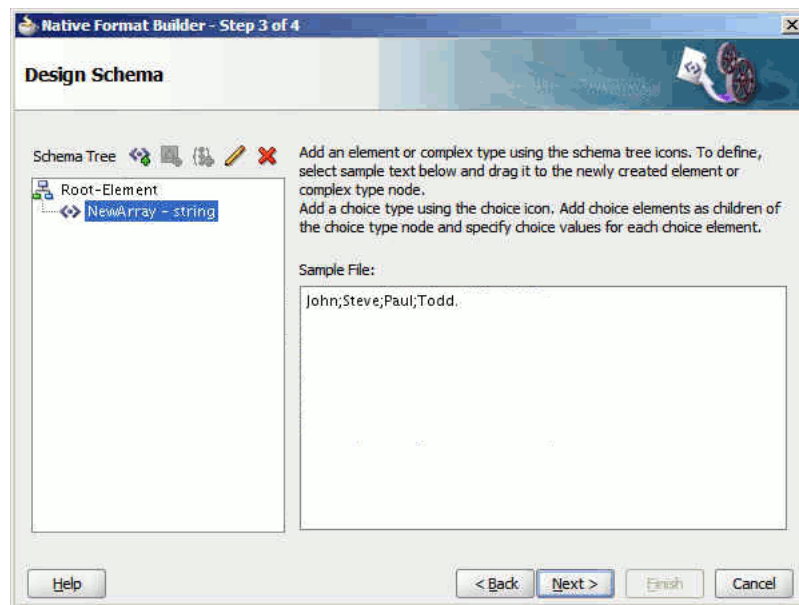 Native Format Builder - Step 3 of 4
Design Schema
Schema Tree
Root-Element
NewArray - string
Add an element or complex type using the schema tree icons. To define,
select sample text below and drag it to the newly created element or
complex type node.
Add a choice type using the choice icon. Add choice elements as children of
the choice type node and specify choice values for each choice element.
Sample File:
John;Steve;Paul;Todd.
Help
< Back
Next >
Finish
Cancel